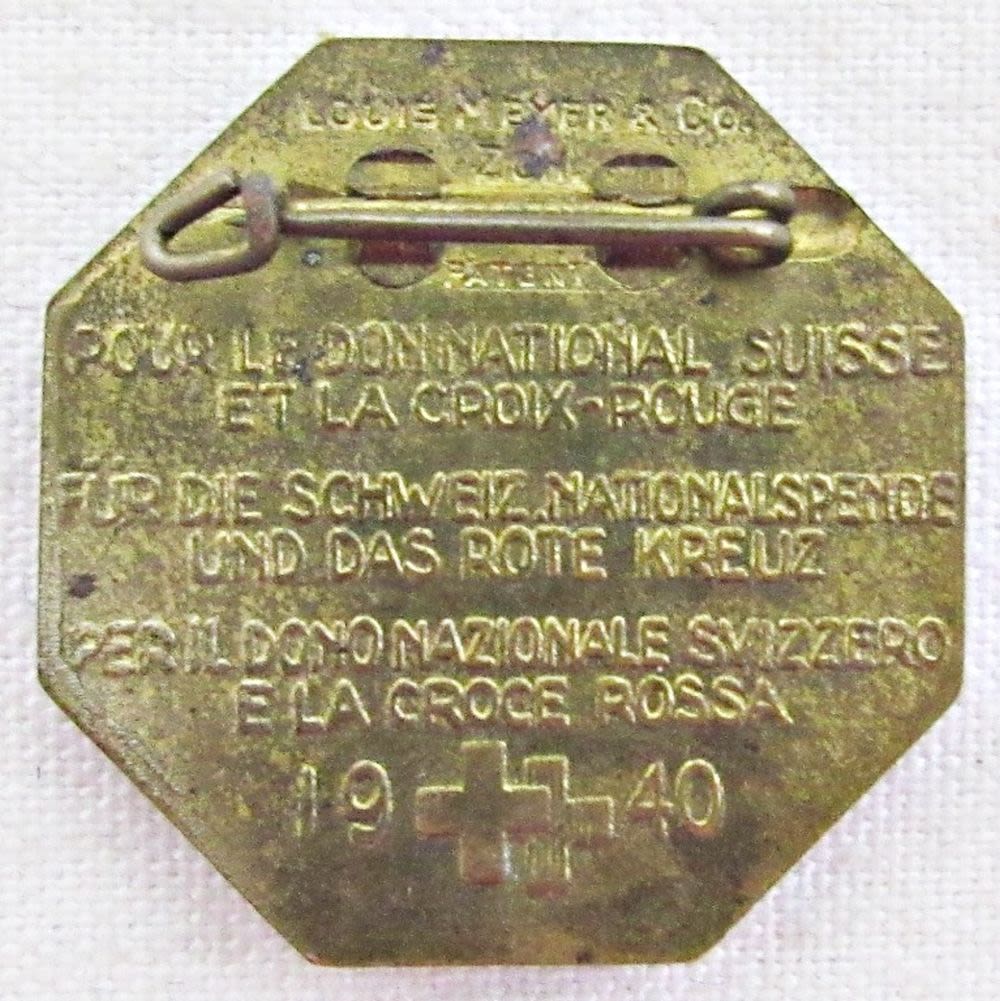 LOUIS MEYER & CO.
PATENT
POUR LE DON NATIONAL SUISSE
ET LA CROIX-ROUGE
FÜR DIE SCHWEIZ. NATIONALSPENDE
UND DAS ROTE KREUZ
PER IL DONO NAZIONALE SVIZZERO
E LA CROCE ROSSA
19 40